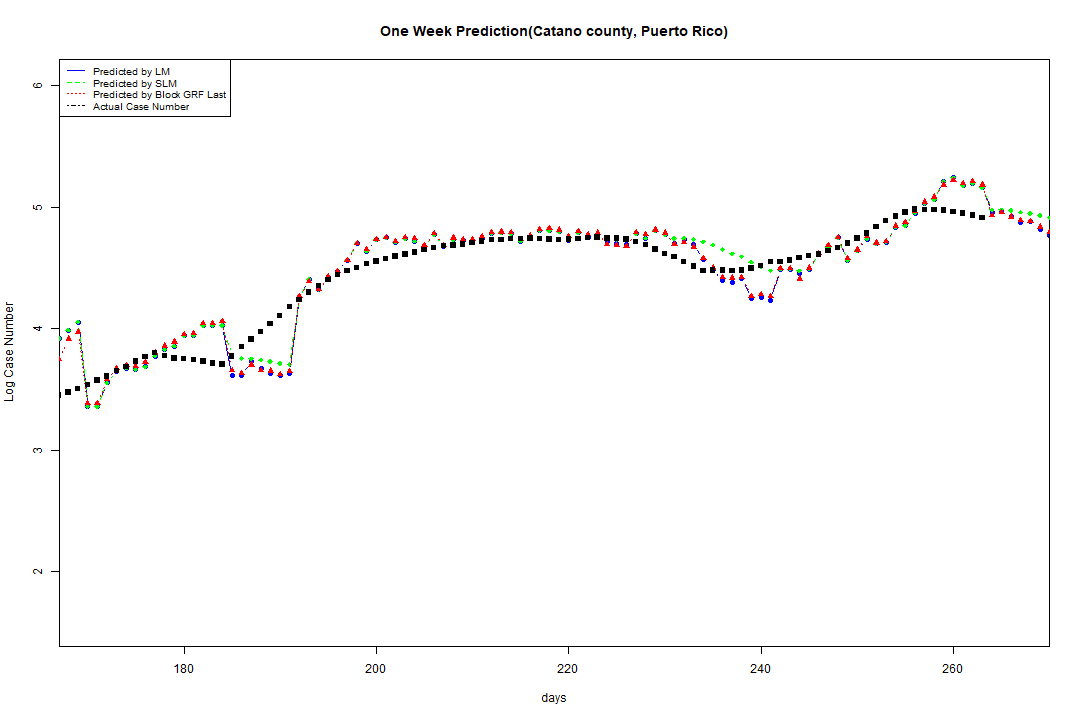 One Week Prediction(Catano county, Puerto Rico)
Predicted by LM
Predicted by SLM
Predicted by Block GRF Last
Actual Case Number
6
5
4
3
2
Log Case Number
180 200 220 240 260
days